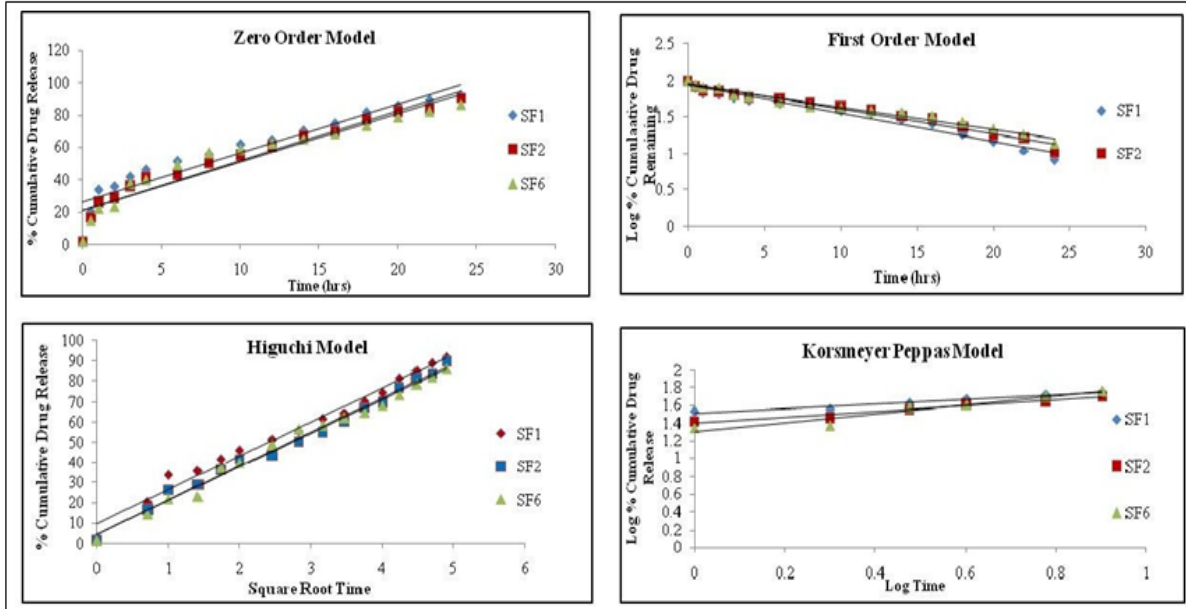 Zero Order Model
% Cumulative Drug Release
120
100
80
60
40
20
0
0 5 10 15 20 25 30
Time (hrs)
SF1
SF2
SF6
First Order Model
Log % Cumulaative Drug
Remaining
2.5
2
1.5
1
0.5
0
0 5 10 15 20 25 30
Time (hrs)
SF1
SF2
Higuchi Model
% Cumulative Drug Release
100
90
80
70
60
50
40
30
20
10
0
0 1 2 3 4 5 6
Square Root Time
SF1
SF2
SF6
Korsmeyer Peppas Model
Log % Cumulative Drug
Release
2
1.8
1.6
1.4
1.2
1
0.8
0.6
0.4
0.2
0
0 0.2 0.4 0.6 0.8 1
Log Time
SF1
SF2
SF6